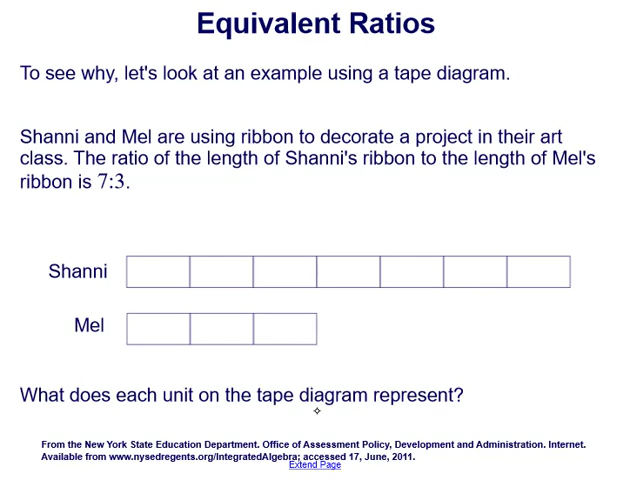 Equivalent Ratios
To see why, let's look at an example using a tape diagram.
Shanni and Mel are using ribbon to decorate a project in their art
class. The ratio of the length of Shanni's ribbon to the length of Mel's
ribbon is 7:3.
Shanni
Mel
What does each unit on the tape diagram represent?
From the New York State Education Department. Office of Assessment Policy, Development and Administration. Internet.
Available from www.nysedregents.org/IntegratedAlgebra; accessed 17, June, 2011.
Extend Page